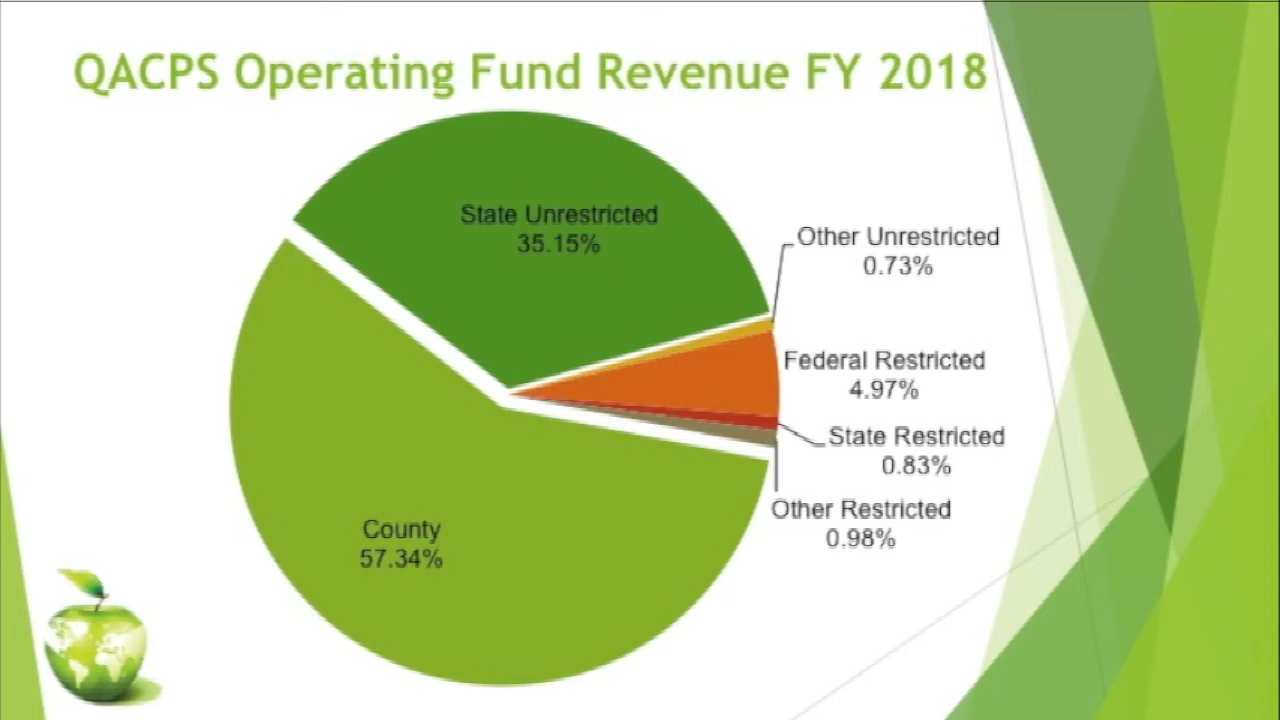 QACPS Operating Fund Revenue FY 2018
State Unrestricted
35.15%
Other Unrestricted
0.73%
Federal Restricted
4.97%
State Restricted
0.83%
Other Restricted
0.98%
County
57.34%